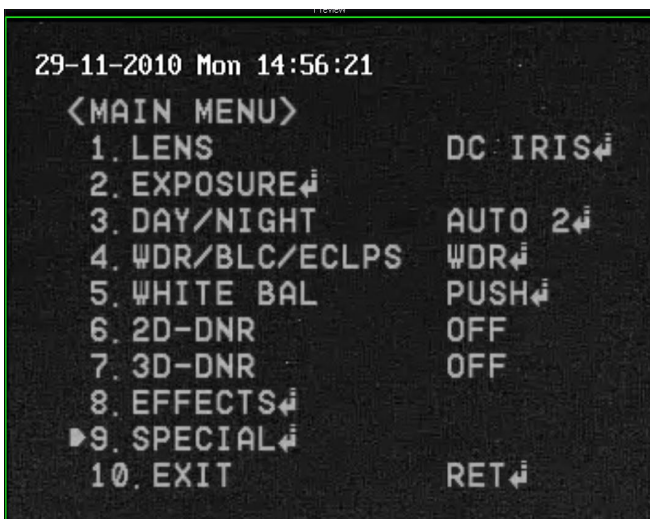 Preview
29-11-2010 Mon 14:56:21
<MAIN MENU>
1. LENS DC IRIS↲
2. EXPOSURE↲
3. DAY/NIGHT AUTO 2↲
4. WDR/BLC/ECLPS WDR↲
5. WHITE BAL PUSH↲
6. 2D-DNR OFF
7. 3D-DNR OFF
8. EFFECTS↲
9. SPECIAL↲
10. EXIT RET↲